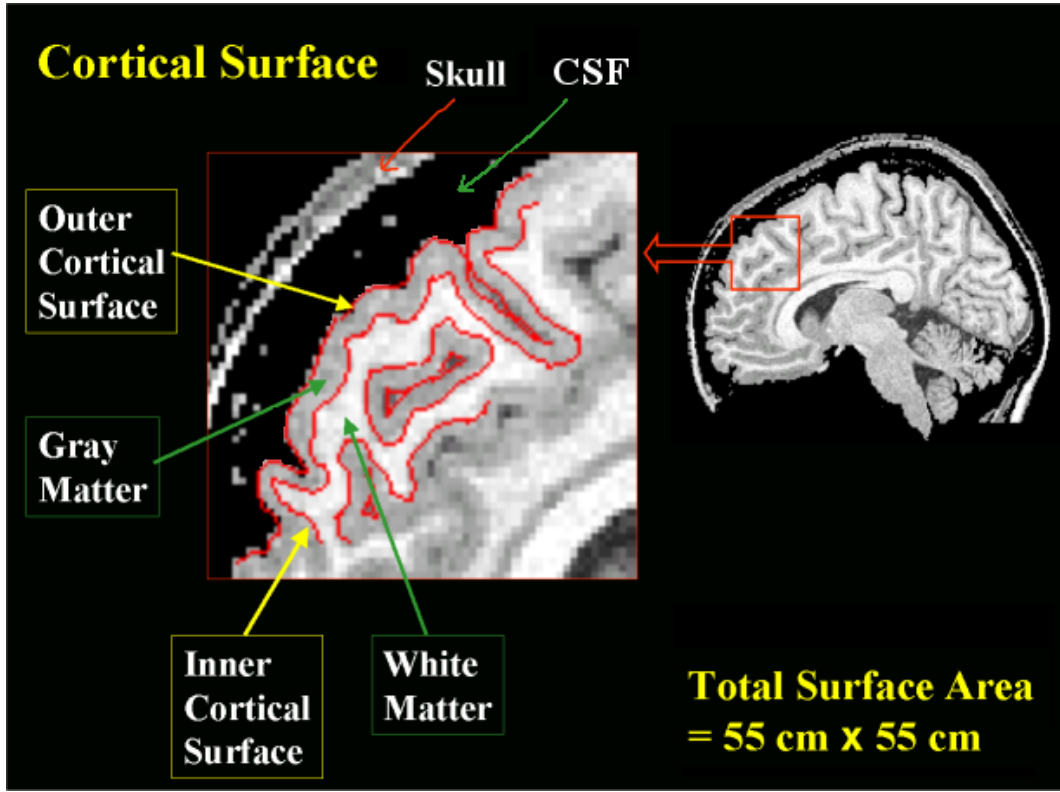 Cortical Surface
Skull
CSF
Outer
Cortical
Surface
Gray
Matter
Inner
Cortical
Surface
White
Matter
Total Surface Area
= 55 cm x 55 cm